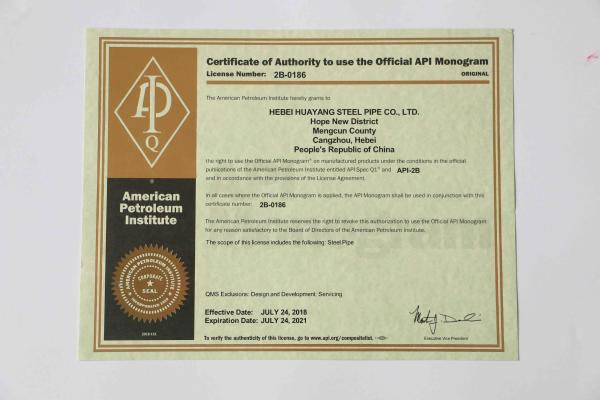 Certificate of Authority to use the Official API Monogram
License Number: 2B-0186
ORIGINAL
The American Petroleum Institute hereby grants to
HEBEI HUAYANG STEEL PIPE CO., LTD.
Hope New District
Mengcun County
Cangzhou, Hebei
People's Republic of China
the right to use the Official API Monogram® on manufactured products under the conditions in the official
publications of the American Petroleum Institute entitled API Spec Q1® and API-2B
and in accordance with the provisions of the License Agreement.
In all cases where the Official API Monogram is applied, the API Monogram shall be used in conjunction with this
certificate number: 2B-0186
The American Petroleum Institute reserves the right to revoke this authorization to use the Official API Monogram
for any reason satisfactory to the Board of Directors of the American Petroleum Institute.
The scope of this license includes the following: Steel Pipe
QMS Exclusions: Design and Development; Servicing
Effective Date: JULY 24, 2018
Expiration Date: JULY 24, 2021
To verify the authenticity of this license, go to www.api.org/compositelist.
Executive Vice President
API
Q
American
Petroleum
Institute
AMERICAN PETROLEUM INSTITUTE
CORPORATE
SEAL